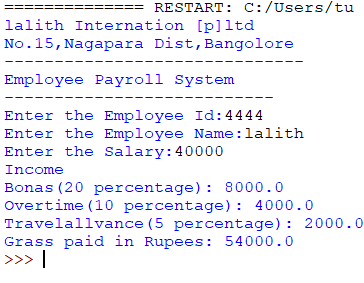 ============== RESTART: C:/Users/tu
lalith Internation [p]ltd
No.15,Nagapara Dist,Bangolore
------------------------------
Employee Payroll System
---------------------------
Enter the Employee Id:4444
Enter the Employee Name:lalith
Enter the Salary:40000
Income
Bonas(20 percentage): 8000.0
Overtime(10 percentage): 4000.0
Travelallvance(5 percentage): 2000.0
Grass paid in Rupees: 54000.0
>>>